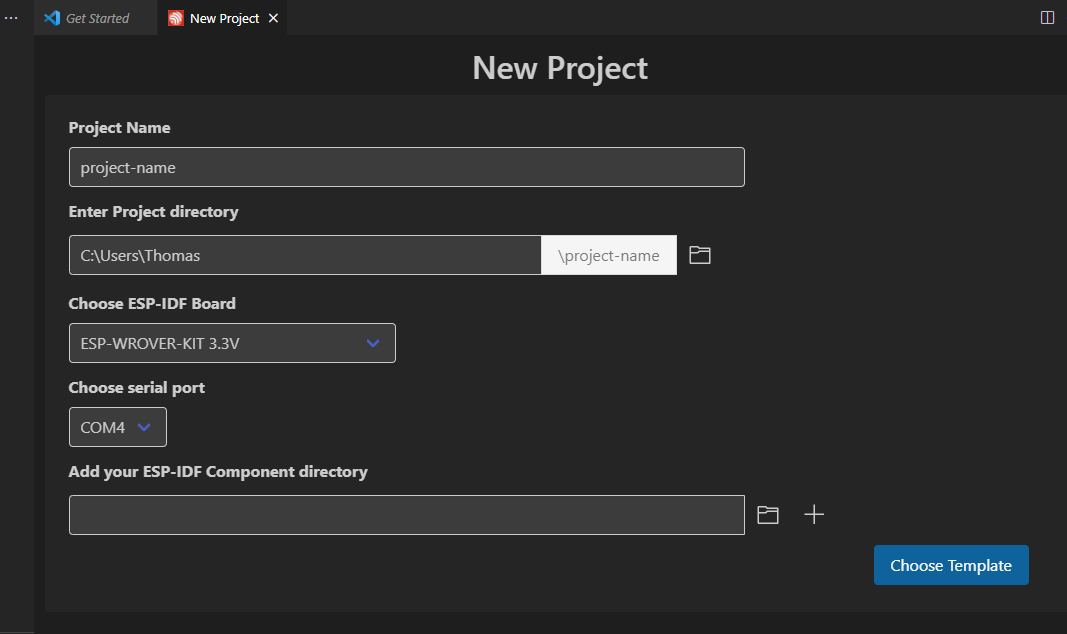 ... Get Started New Project ×
New Project
Project Name
project-name
Enter Project directory
C:\Users\Thomas \project-name
Choose ESP-IDF Board
ESP-WROVER-KIT 3.3V
Choose serial port
COM4
Add your ESP-IDF Component directory
Choose Template